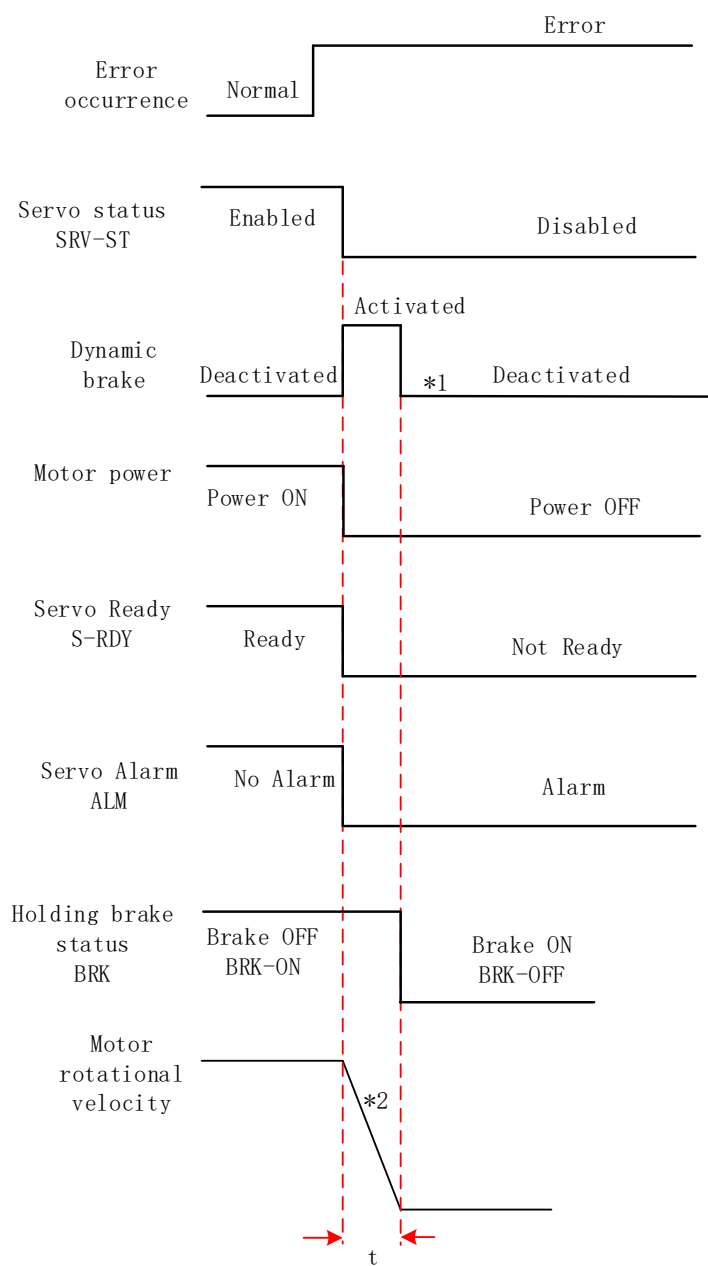 Error
Error
occurrence
Normal
Servo status
SRV-ST
Enabled
Disabled
Activated
Dynamic
brake
Deactivated
*1
Deactivated
Motor power
Power ON
Power OFF
Servo Ready
S-RDY
Ready
Not Ready
Servo Alarm
ALM
No Alarm
Alarm
Holding brake
status
BRK
Brake OFF
BRK-ON
Brake ON
BRK-OFF
Motor
rotational
velocity
*2
t